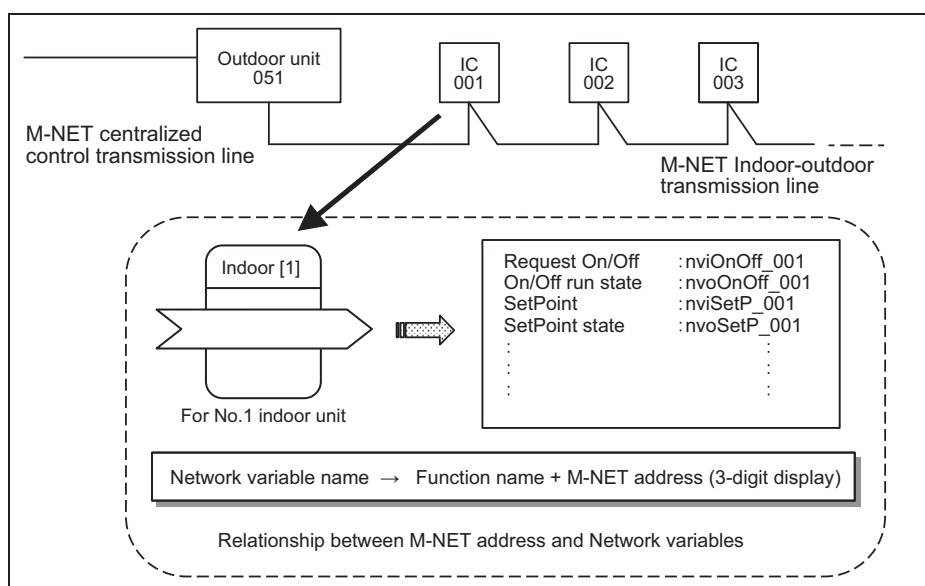 Outdoor unit
051
IC
001
IC
002
IC
003
M-NET centralized
control transmission line
M-NET Indoor-outdoor
transmission line
Indoor [1]
For No.1 indoor unit
Request On/Off :nviOnOff_001
On/Off run state :nvoOnOff_001
SetPoint :nviSetP_001
SetPoint state :nvoSetP_001
: :
: :
: :
Network variable name → Function name + M-NET address (3-digit display)
Relationship between M-NET address and Network variables